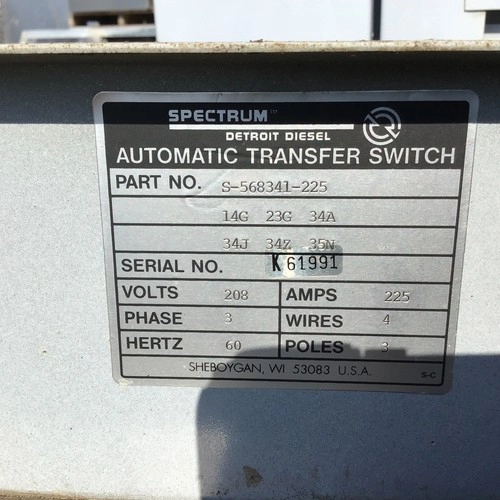 SPECTRUM™
DETROIT DIESEL
AUTOMATIC TRANSFER SWITCH
PART NO. S-568341-225
14G 23G 34A
34J 34Z 35N
SERIAL NO. K 61991
VOLTS 208 AMPS 225
PHASE 3 WIRES 4
HERTZ 60 POLES 3
SHEBOYGAN, WI 53083 U.S.A.
S-C